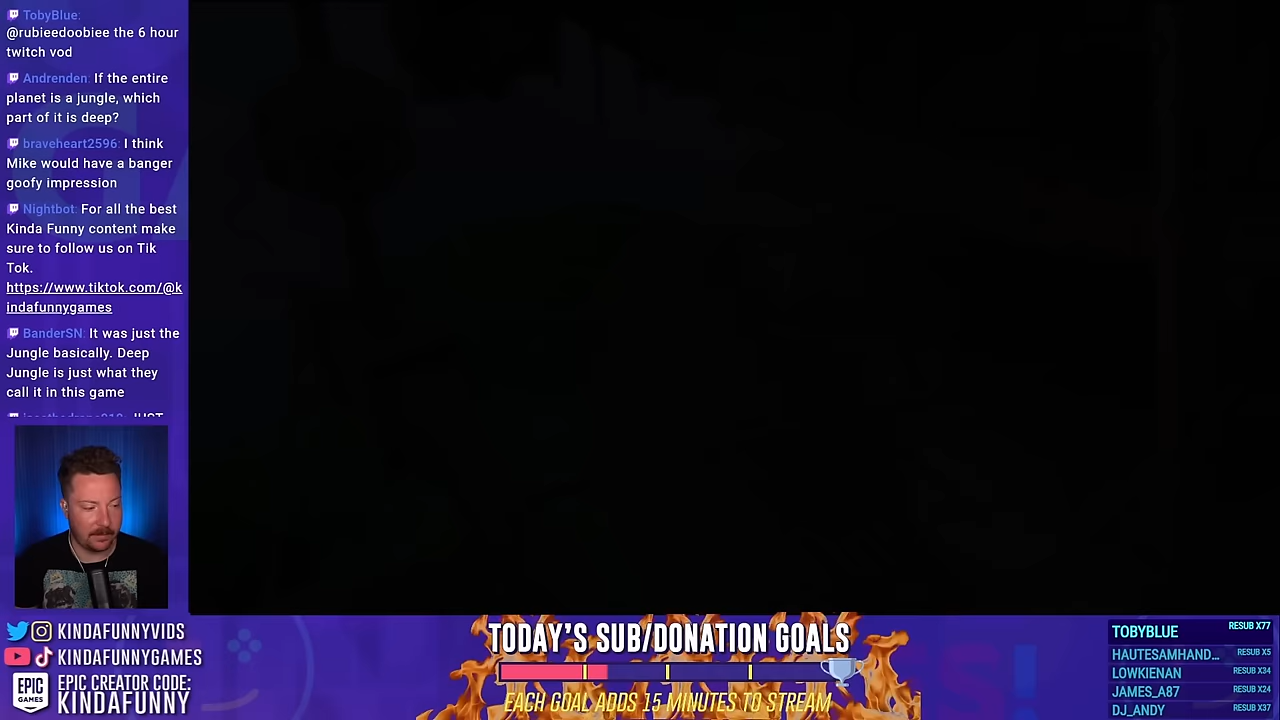 TobyBlue:
@rubieedoobiee the 6 hour
twitch vod
Andrenden: If the entire
planet is a jungle, which
part of it is deep?
braveheart2596: I think
Mike would have a banger
goofy impression
Nightbot: For all the best
Kinda Funny content make
sure to follow us on Tik
Tok.
https://www.tiktok.com/@k
indafunnygames
BanderSN: It was just the
Jungle basically. Deep
Jungle is just what they
call it in this game
KINDAFUNNYVIDS
KINDAFUNNYGAMES
EPIC GAMES
EPIC CREATOR CODE:
KINDAFUNNY
TODAY'S SUB/DONATION GOALS
EACH GOAL ADDS 15 MINUTES TO STREAM
TOBYBLUE RESUB X77
HAUTESAMHAND... RESUB X5
LOWKIENAN RESUB X34
JAMES_A87 RESUB X24
DJ_ANDY RESUB X37